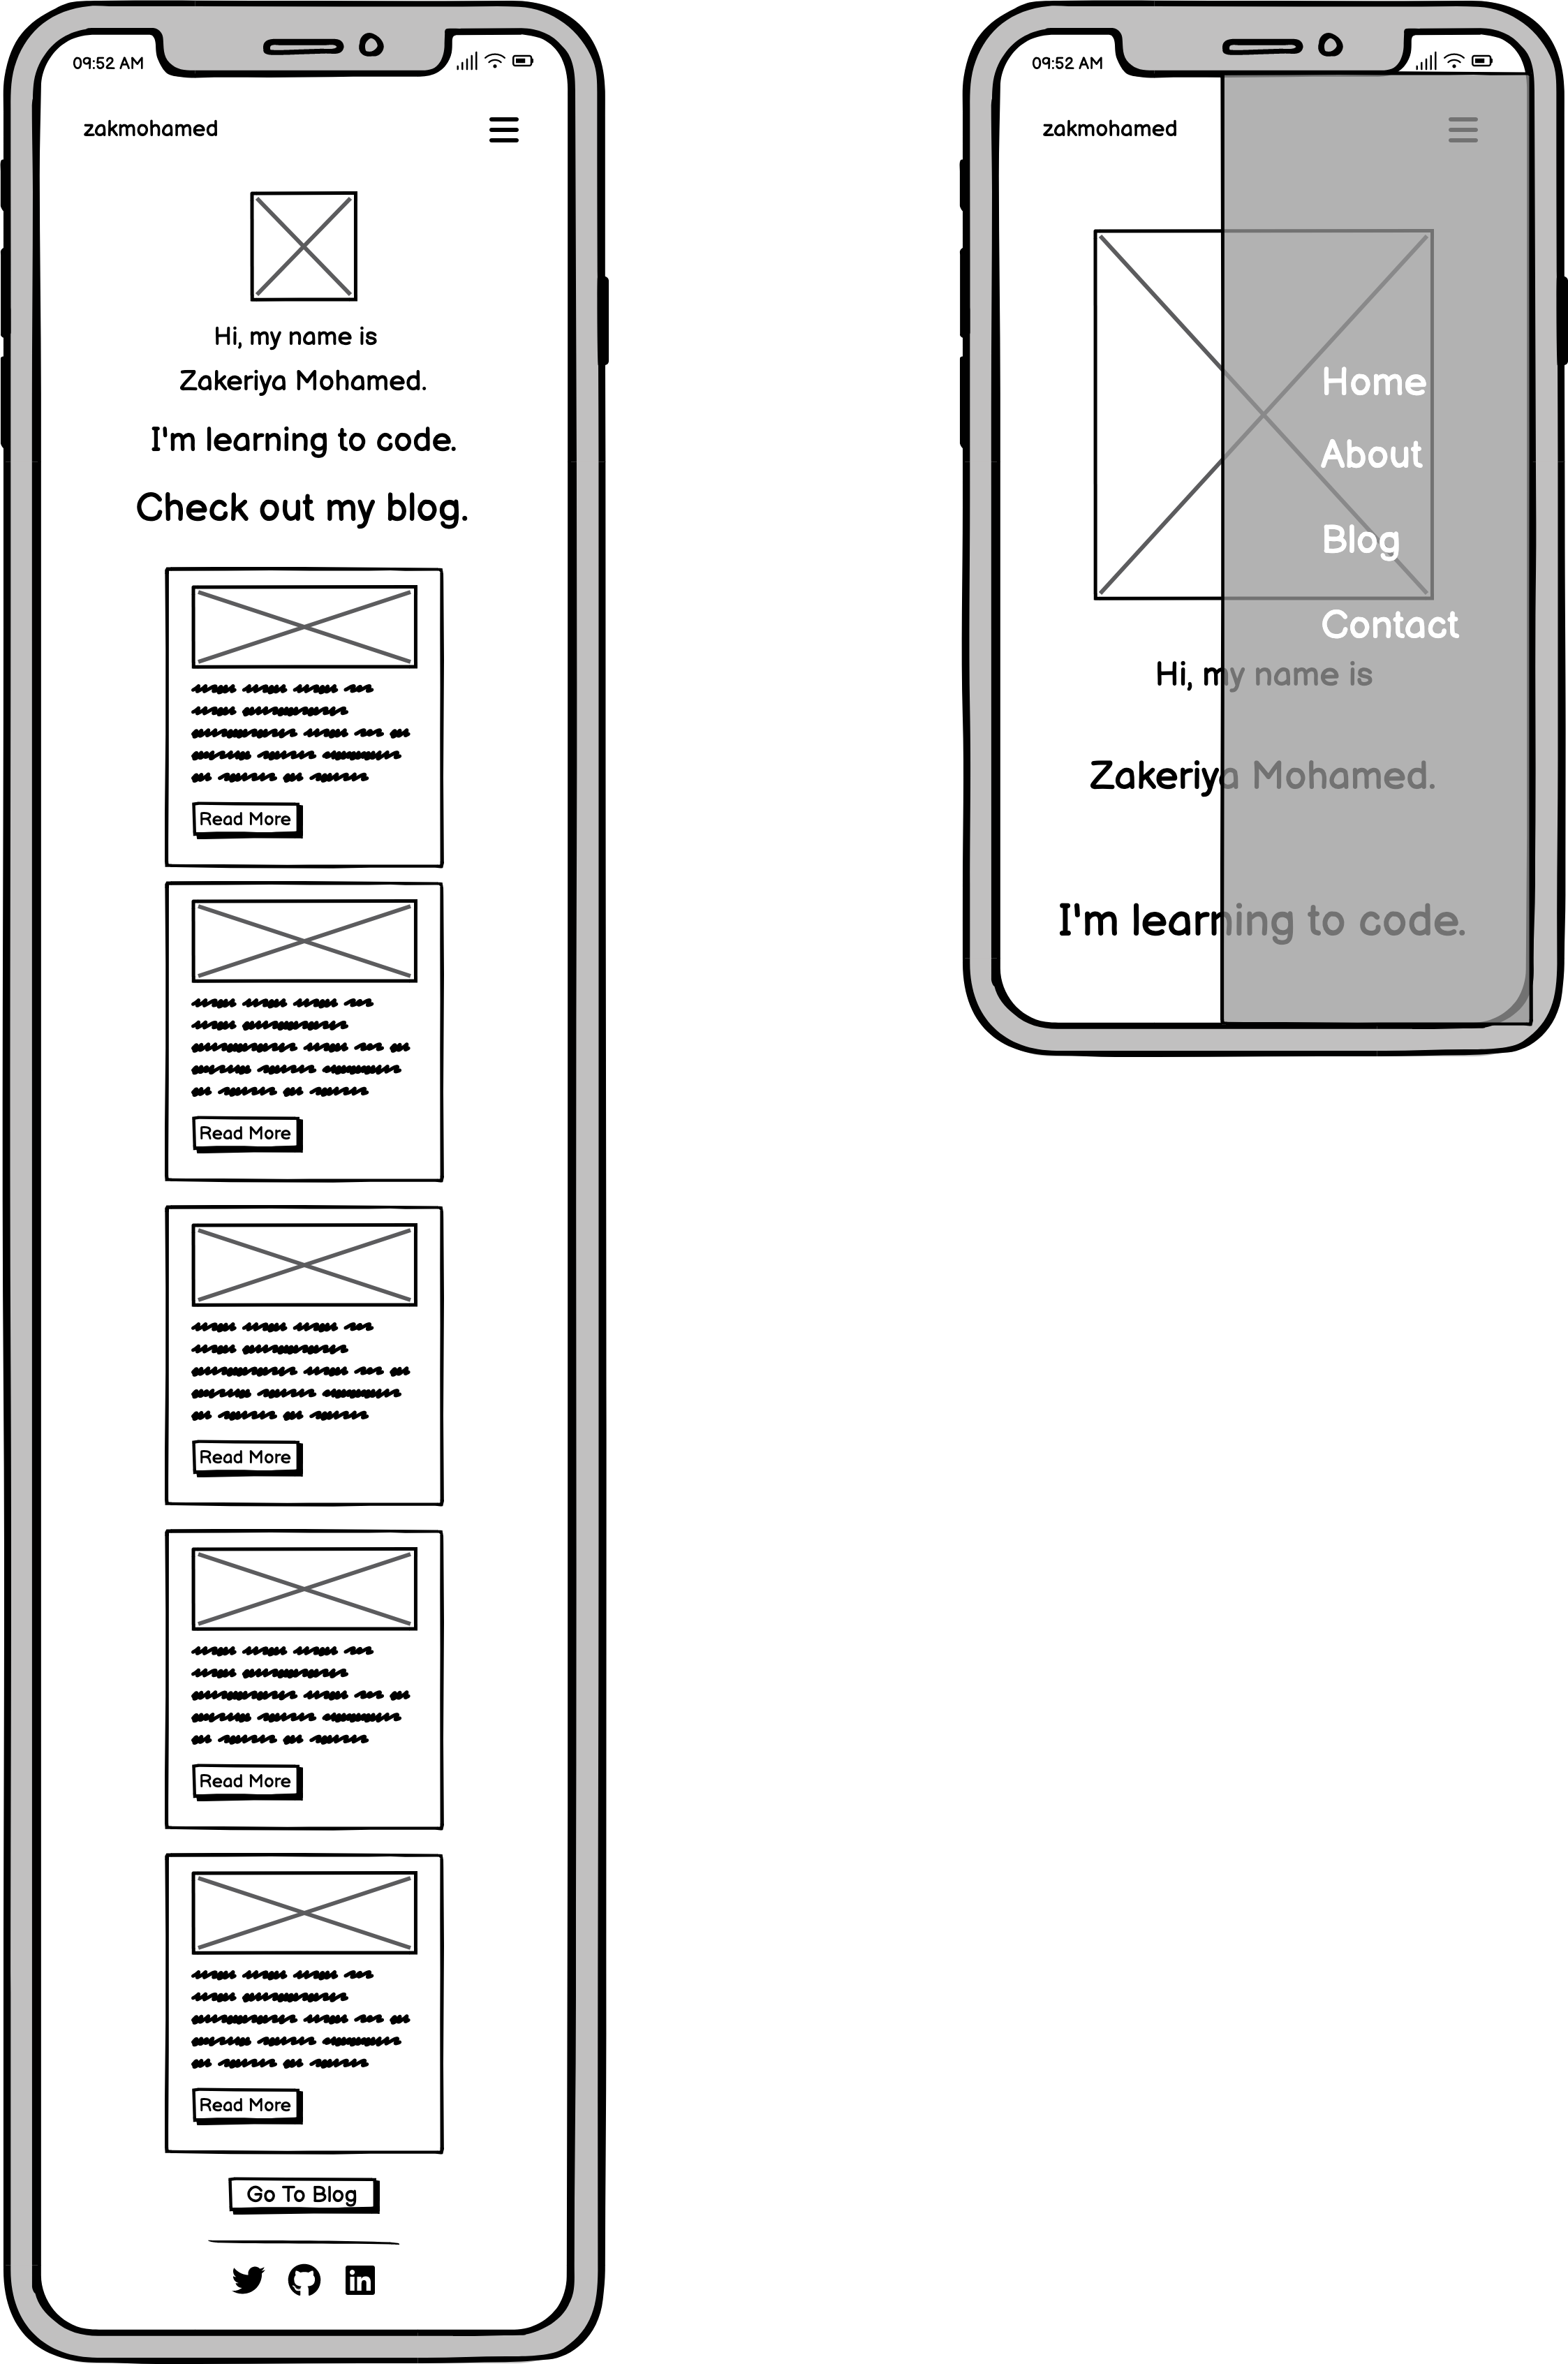 09:52 AM
zakmohamed
Hi, my name is
Zakeriya Mohamed.
I'm learning to code.
Check out my blog.
Read More
Read More
Read More
Read More
Read More
Go To Blog
in
09:52 AM
zakmohamed
Home
About
Blog
Contact
Hi, my name is
Zakeriya Mohamed.
I'm learning to code.